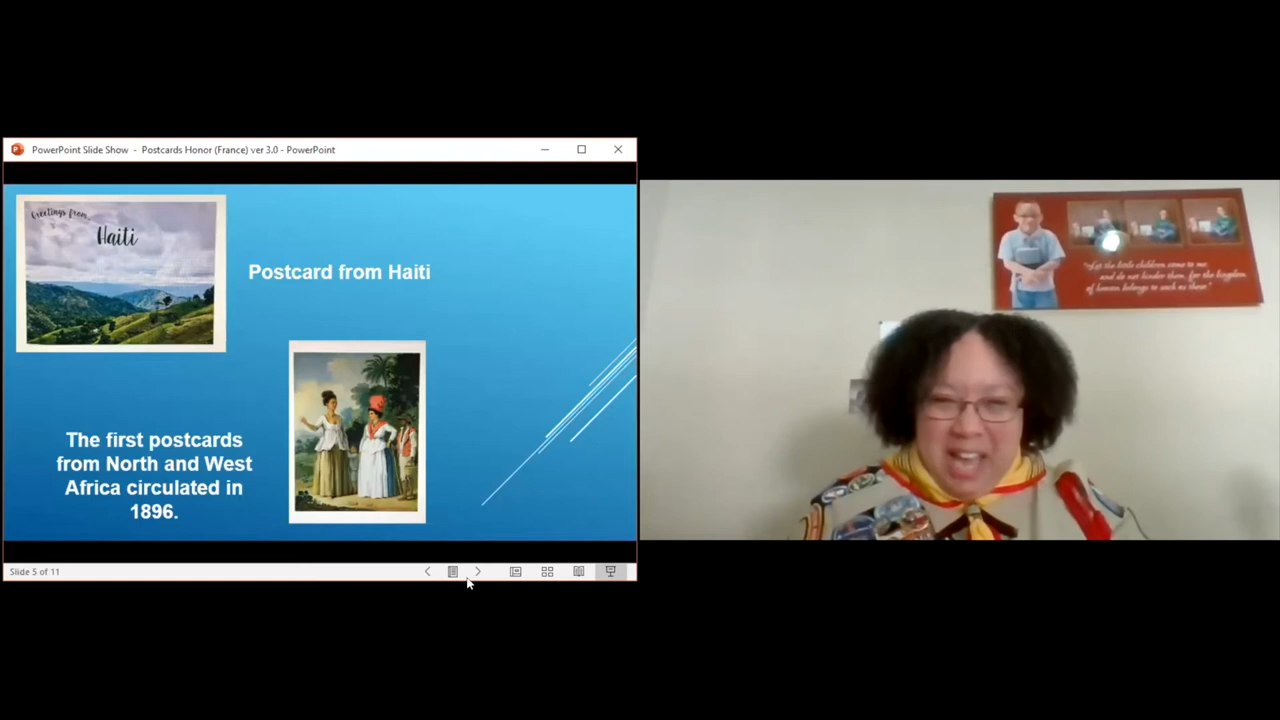 PowerPoint Slide Show - Postcards Honor (France) ver 3.0 - PowerPoint
Greetings from...
Haiti
Postcard from Haiti
The first postcards
from North and West
Africa circulated in
1896.
Slide 5 of 11
"Let the little children come to me,
and do not hinder them, for the kingdom
of heaven belongs to such as these."